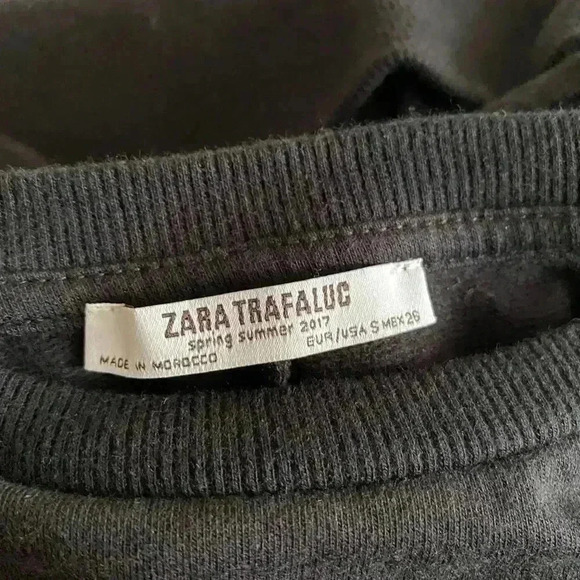 ZARA TRAFALUC
spring summer 2017
MADE IN MOROCCO
EUR/USA S MEX 26